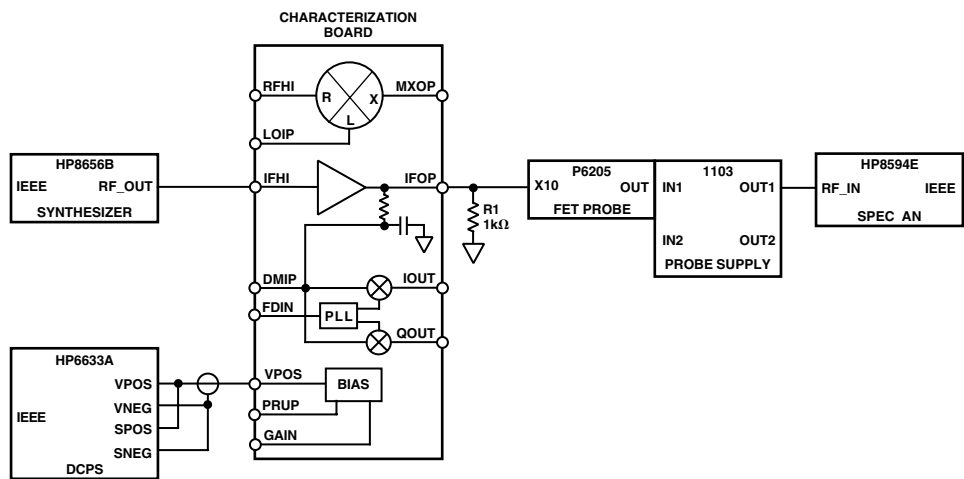 CHARACTERIZATION
BOARD
RFHI
R
X
L
MXOP
LOIP
HP8656B
IEEE
RF_OUT
SYNTHESIZER
IFHI
IFOP
R1
1kΩ
P6205
X10
OUT
FET PROBE
1103
IN1
OUT1
IN2
OUT2
PROBE SUPPLY
HP8594E
RF_IN
IEEE
SPEC AN
DMIP
IOUT
FDIN
PLL
QOUT
HP6633A
VPOS
IEEE
VNEG
SPOS
SNEG
DCPS
VPOS
BIAS
PRUP
GAIN